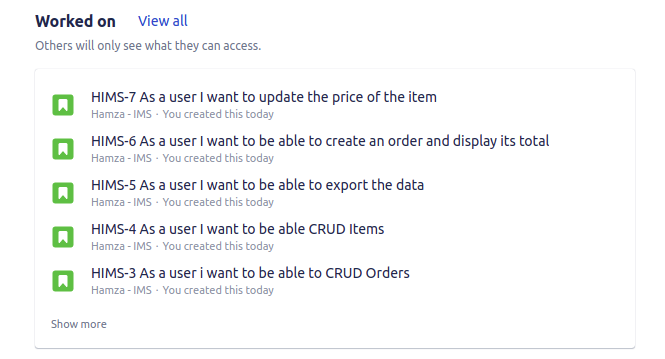 Worked on View all
Others will only see what they can access.
HIMS-7 As a user I want to update the price of the item
Hamza - IMS · You created this today
HIMS-6 As a user I want to be able to create an order and display its total
Hamza - IMS · You created this today
HIMS-5 As a user I want to be able to export the data
Hamza - IMS · You created this today
HIMS-4 As a user I want to be able CRUD Items
Hamza - IMS · You created this today
HIMS-3 As a user i want to be able to CRUD Orders
Hamza - IMS · You created this today
Show more